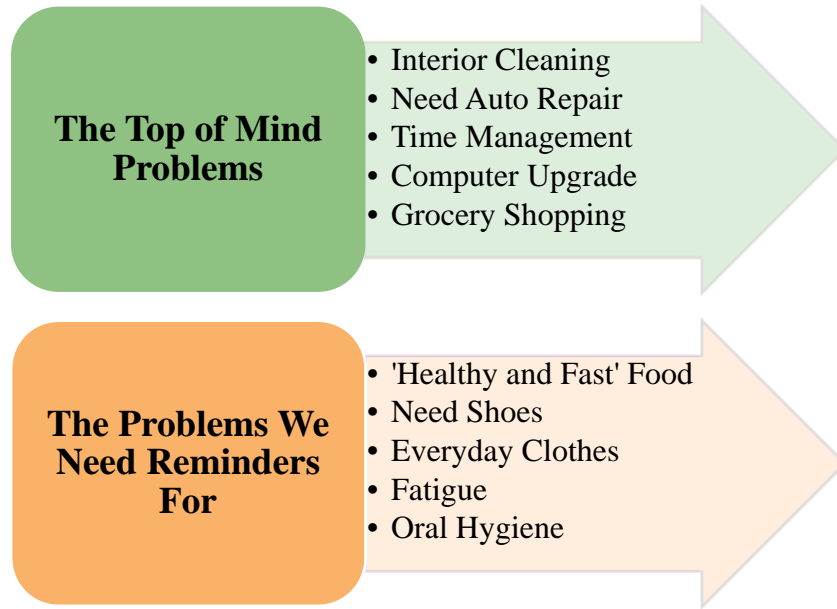 The Top of Mind
Problems
• Interior Cleaning
• Need Auto Repair
• Time Management
• Computer Upgrade
• Grocery Shopping
The Problems We
Need Reminders
For
• 'Healthy and Fast' Food
• Need Shoes
• Everyday Clothes
• Fatigue
• Oral Hygiene